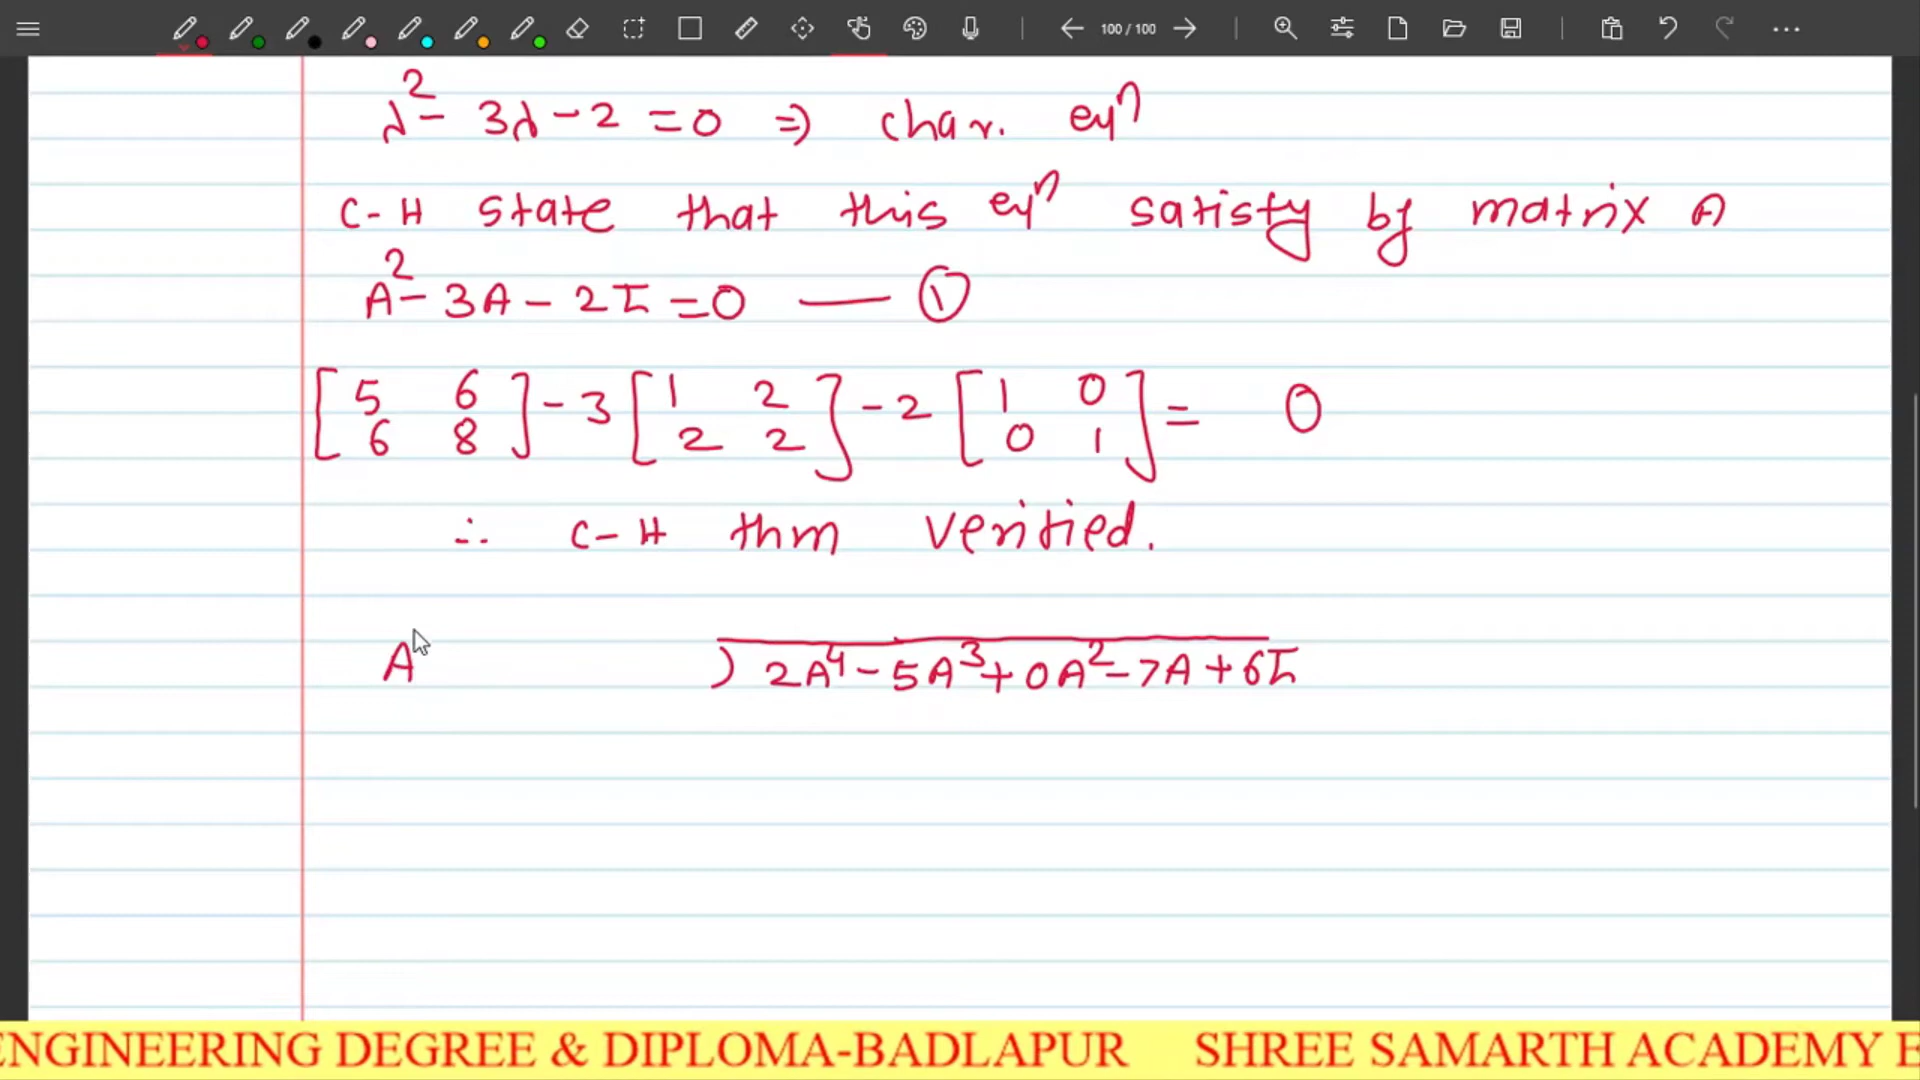 100 / 100
λ² - 3λ - 2 = 0 ⇒ char. eqⁿ
C-H state that this eqⁿ satisfy by matrix A
A² - 3A - 2I = 0 —— ①
[5 6; 6 8] - 3 [1 2; 2 2] - 2 [1 0; 0 1] = 0
∴ C-H thm verified.
A ) 2A⁴ - 5A³ + 0A² - 7A + 6I
ENGINEERING DEGREE & DIPLOMA-BADLAPUR SHREE SAMARTH ACADEMY E